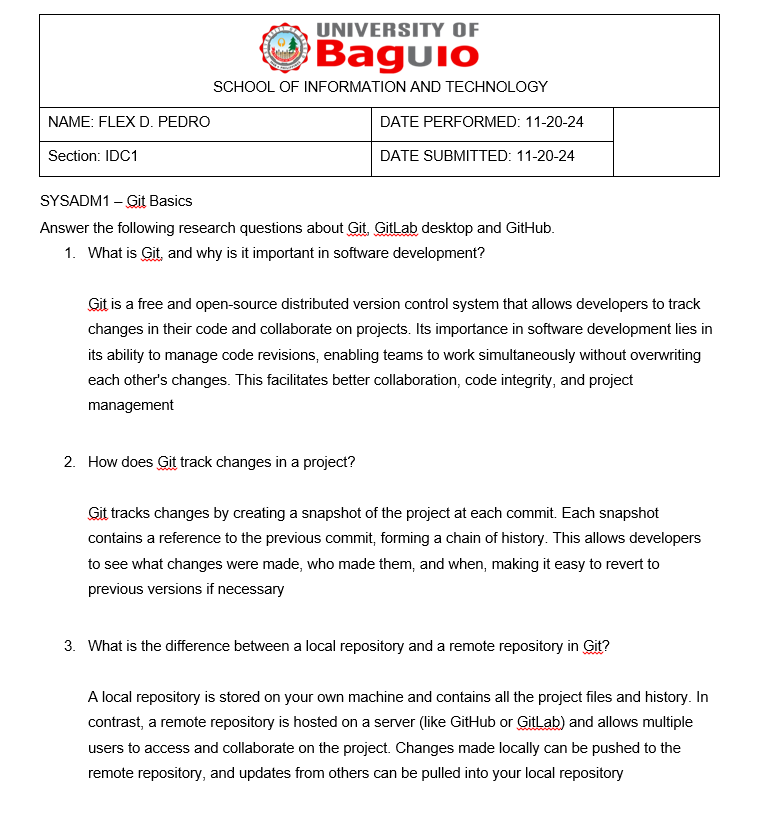 UNIVERSITY OF
Baguio
SCHOOL OF INFORMATION AND TECHNOLOGY
NAME: FLEX D. PEDRO
DATE PERFORMED: 11-20-24
Section: IDC1
DATE SUBMITTED: 11-20-24
SYSADM1 – Git Basics
Answer the following research questions about Git, GitLab desktop and GitHub.
1. What is Git, and why is it important in software development?
Git is a free and open-source distributed version control system that allows developers to track
changes in their code and collaborate on projects. Its importance in software development lies in
its ability to manage code revisions, enabling teams to work simultaneously without overwriting
each other's changes. This facilitates better collaboration, code integrity, and project
management
2. How does Git track changes in a project?
Git tracks changes by creating a snapshot of the project at each commit. Each snapshot
contains a reference to the previous commit, forming a chain of history. This allows developers
to see what changes were made, who made them, and when, making it easy to revert to
previous versions if necessary
3. What is the difference between a local repository and a remote repository in Git?
A local repository is stored on your own machine and contains all the project files and history. In
contrast, a remote repository is hosted on a server (like GitHub or GitLab) and allows multiple
users to access and collaborate on the project. Changes made locally can be pushed to the
remote repository, and updates from others can be pulled into your local repository